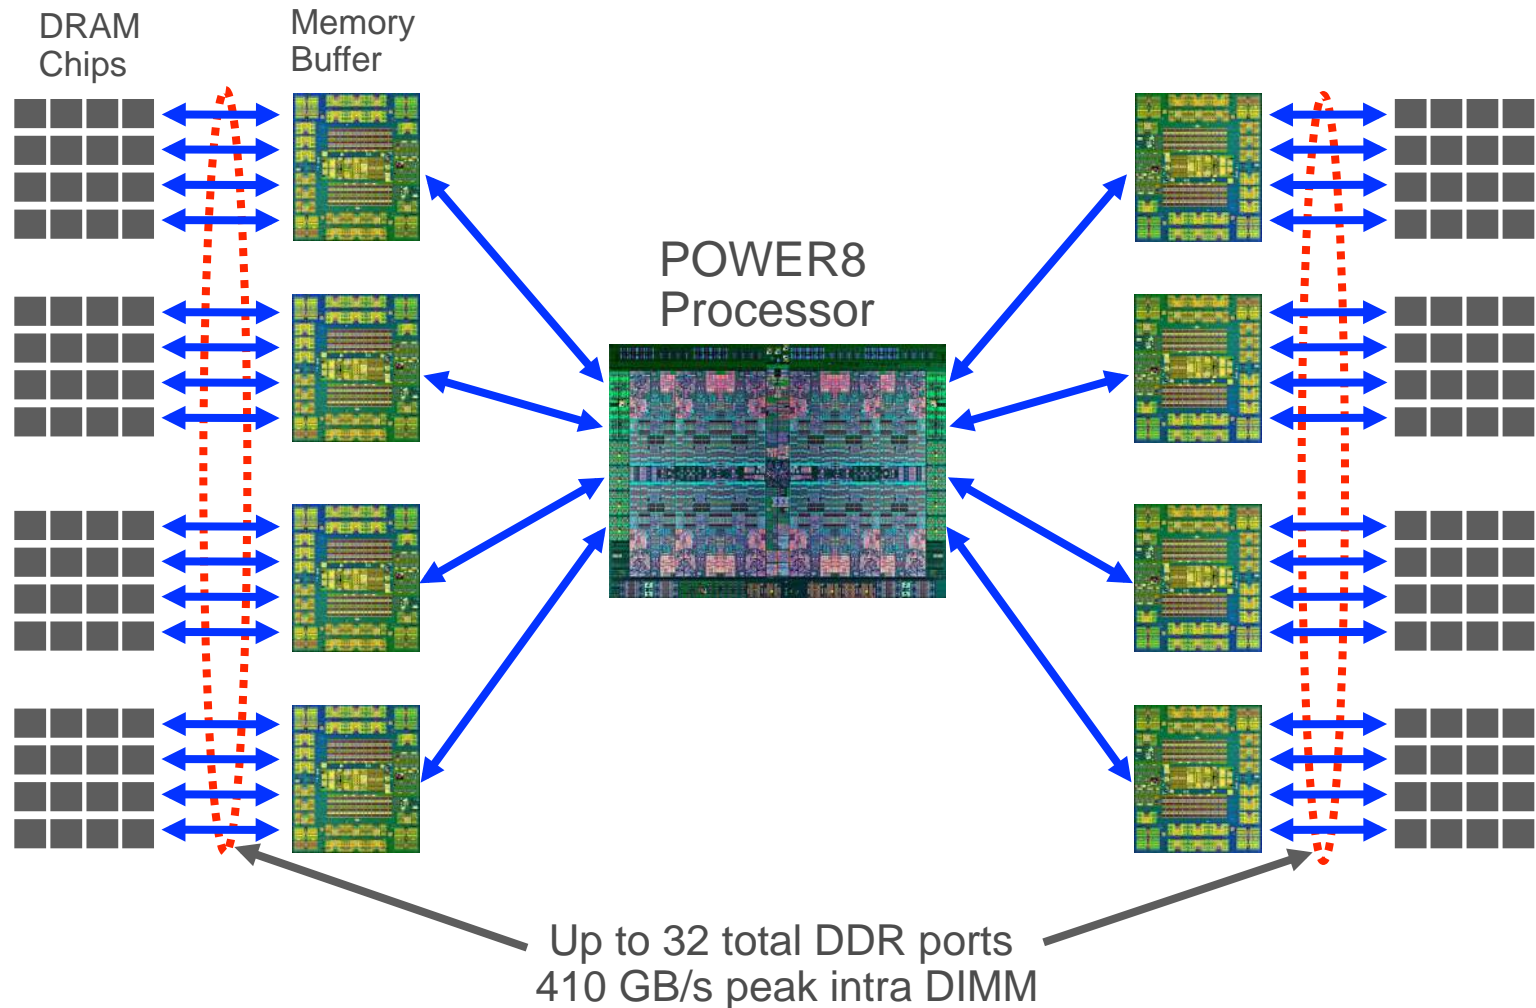 DRAM
Chips
Memory
Buffer
POWER8
Processor
Up to 32 total DDR ports
410 GB/s peak intra DIMM